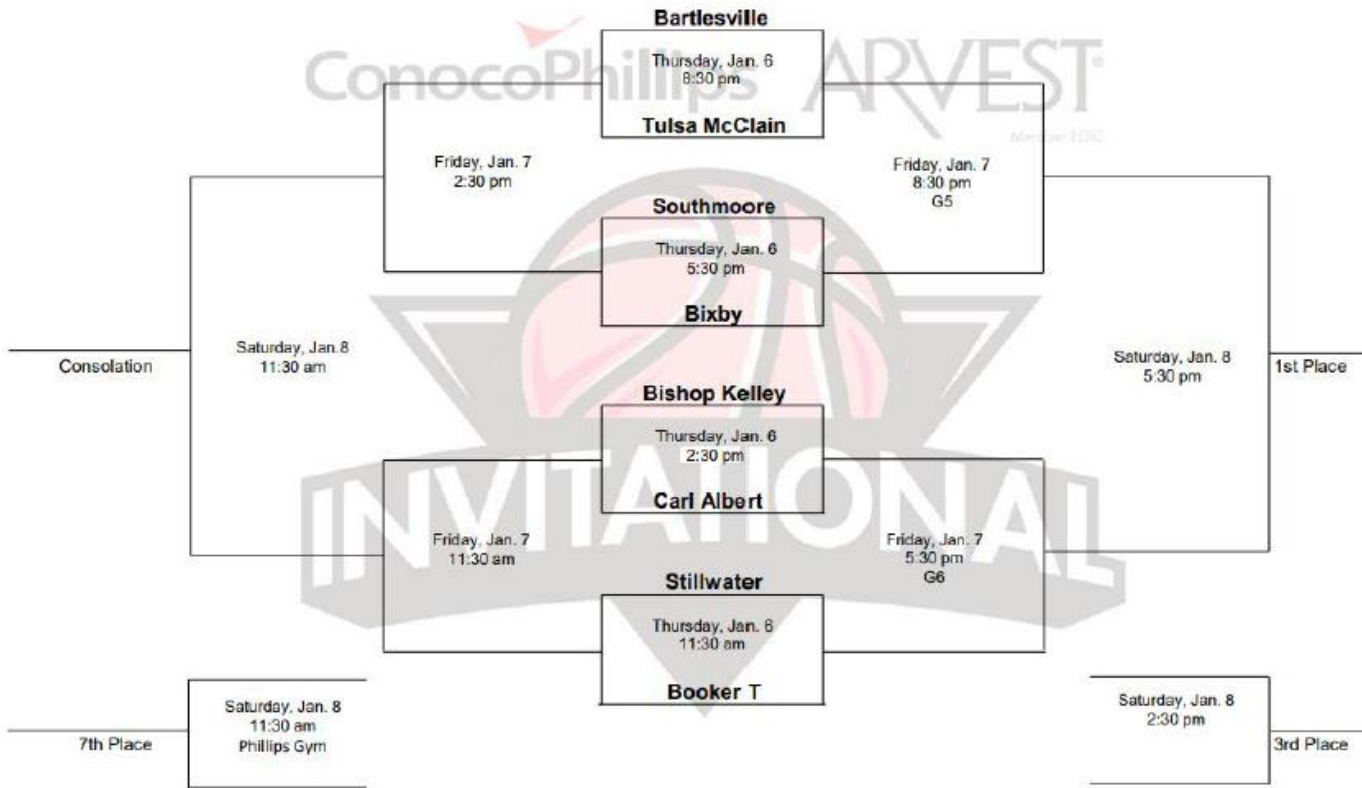 Bartlesville
ConocoPhillips ARVEST
Member FDIC
Thursday, Jan. 6
8:30 pm
Tulsa McClain
Friday, Jan. 7
2:30 pm
Friday, Jan. 7
8:30 pm
G5
Southmoore
Thursday, Jan. 6
5:30 pm
Bixby
Saturday, Jan.8
11:30 am
Consolation
Saturday, Jan. 8
5:30 pm
1st Place
Bishop Kelley
Thursday, Jan. 6
2:30 pm
Carl Albert
INVITATIONAL
Friday, Jan. 7
11:30 am
Friday, Jan. 7
5:30 pm
G6
Stillwater
Thursday, Jan. 6
11:30 am
Booker T
Saturday, Jan. 8
11:30 am
Phillips Gym
7th Place
Saturday, Jan. 8
2:30 pm
3rd Place